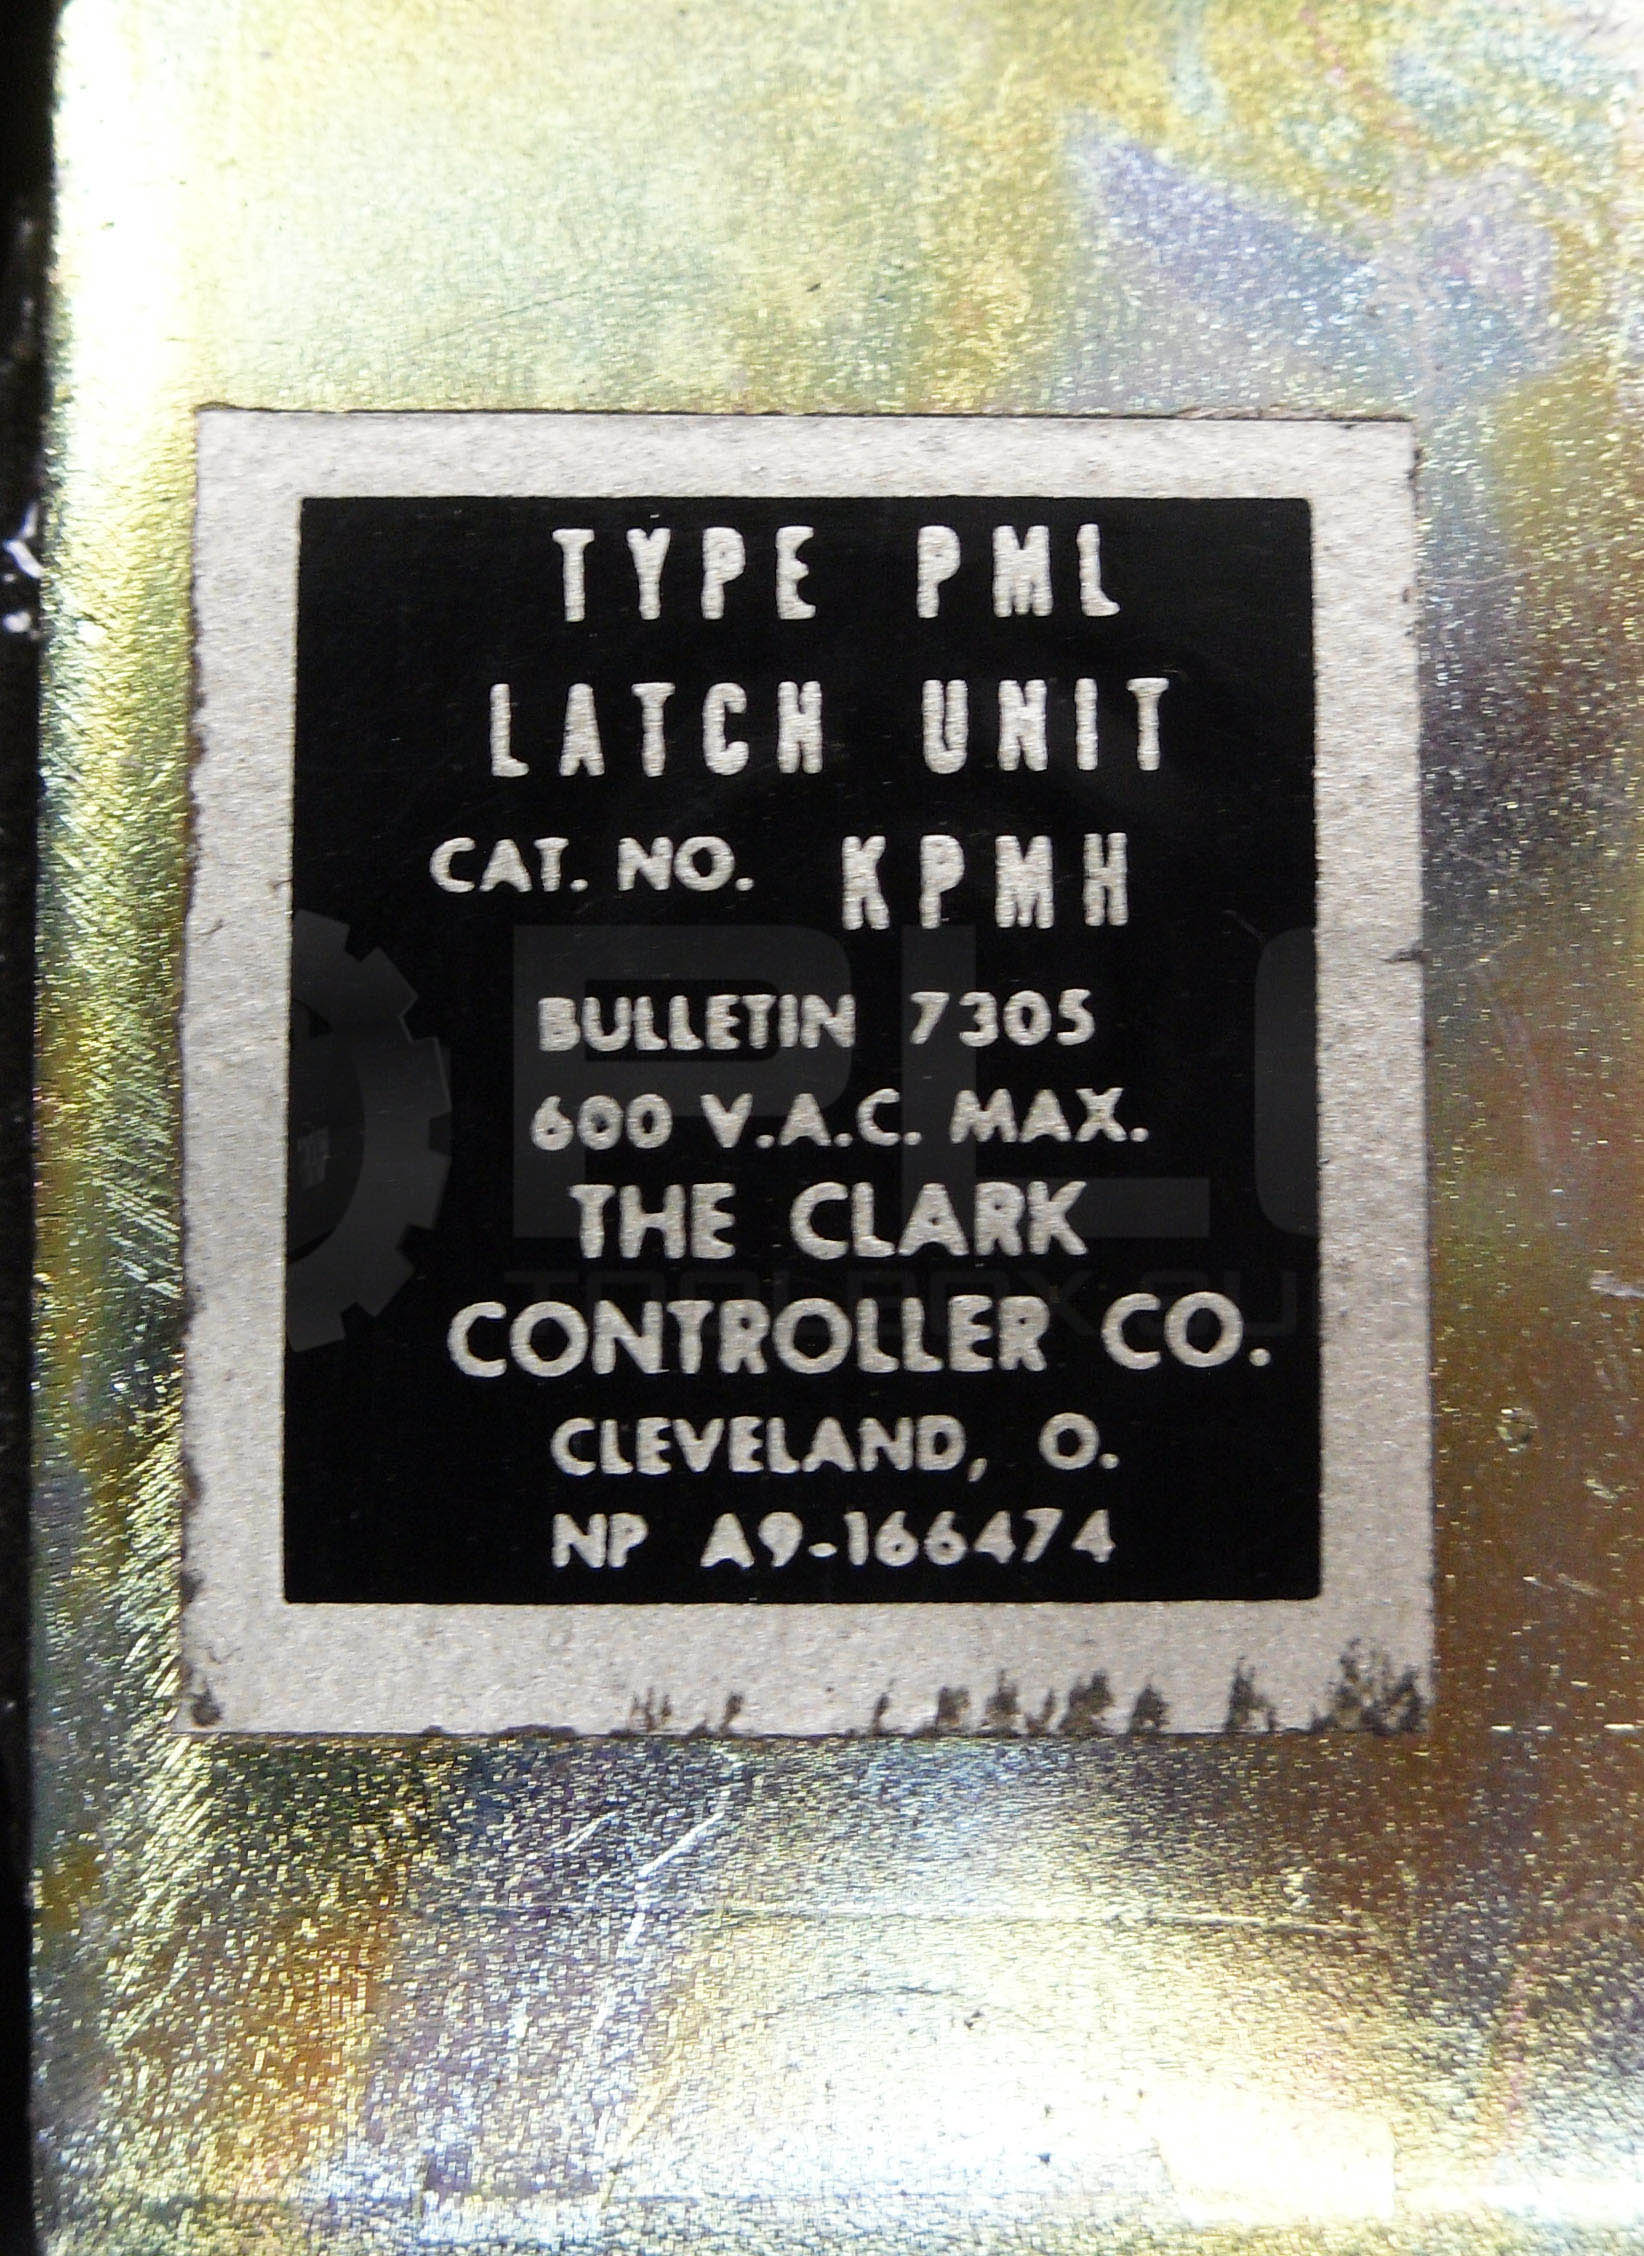 TYPE PML
LATCH UNIT
CAT. NO. KPMH
BULLETIN 7305
600 V.A.C. MAX.
THE CLARK
CONTROLLER CO.
CLEVELAND, O.
NP A9-166474
PLC